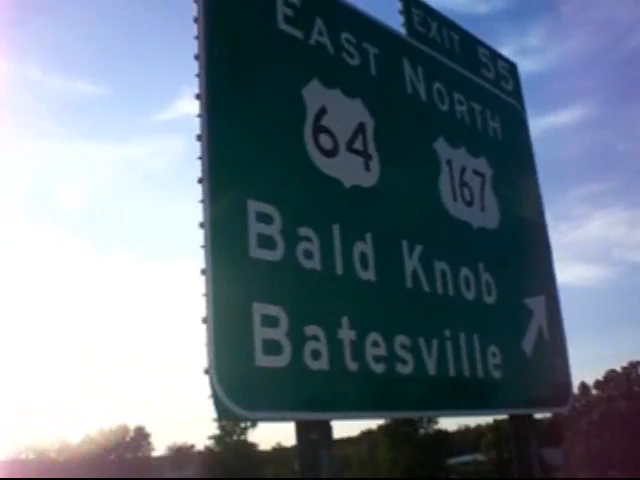 EXIT 55
EAST NORTH
64 167
Bald Knob
Batesville